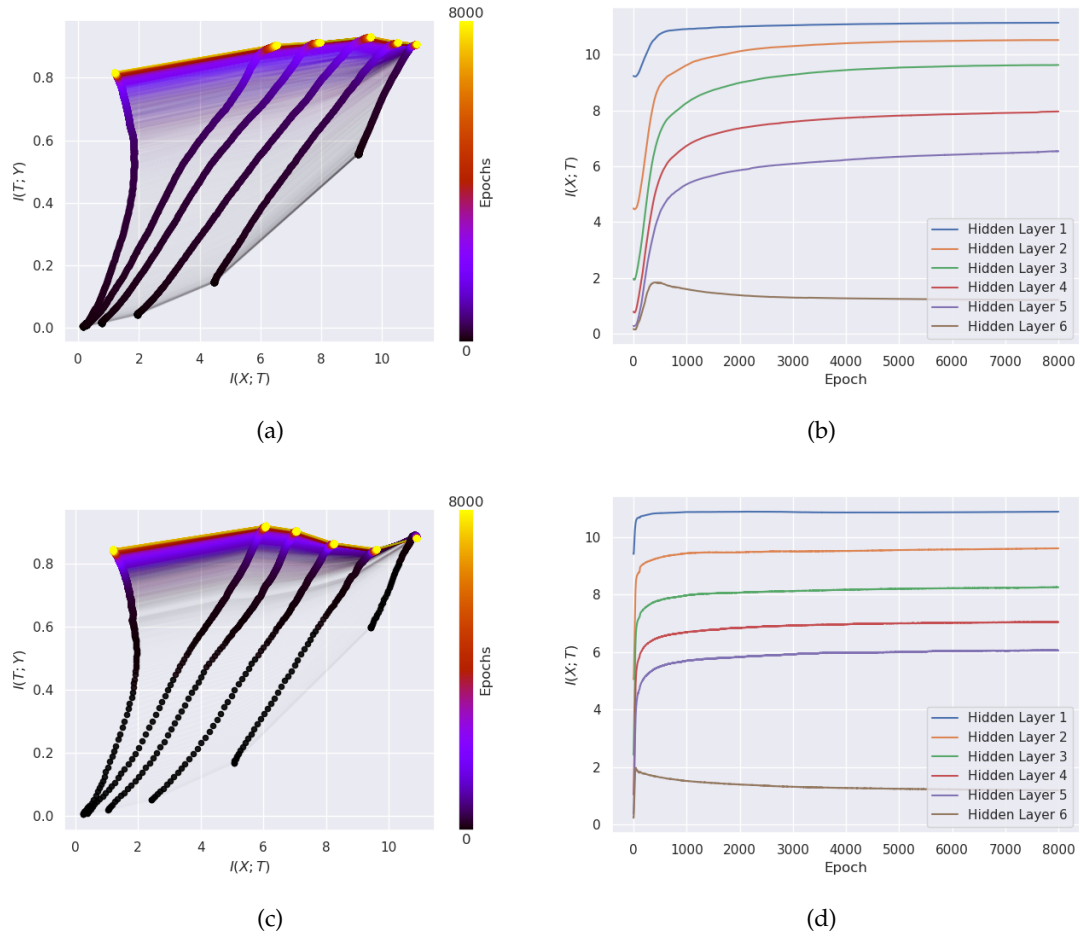 8000
0.8
0.6
0.4
0.2
0.0
I(T; Y)
0 2 4 6 8 10
I(X; T)
Epochs
0
(a)
10
8
6
4
2
0
I(X; T)
Hidden Layer 1
Hidden Layer 2
Hidden Layer 3
Hidden Layer 4
Hidden Layer 5
Hidden Layer 6
0 1000 2000 3000 4000 5000 6000 7000 8000
Epoch
(b)
8000
0.8
0.6
0.4
0.2
0.0
I(T; Y)
0 2 4 6 8 10
I(X; T)
Epochs
0
(c)
10
8
6
4
2
0
I(X; T)
Hidden Layer 1
Hidden Layer 2
Hidden Layer 3
Hidden Layer 4
Hidden Layer 5
Hidden Layer 6
0 1000 2000 3000 4000 5000 6000 7000 8000
Epoch
(d)